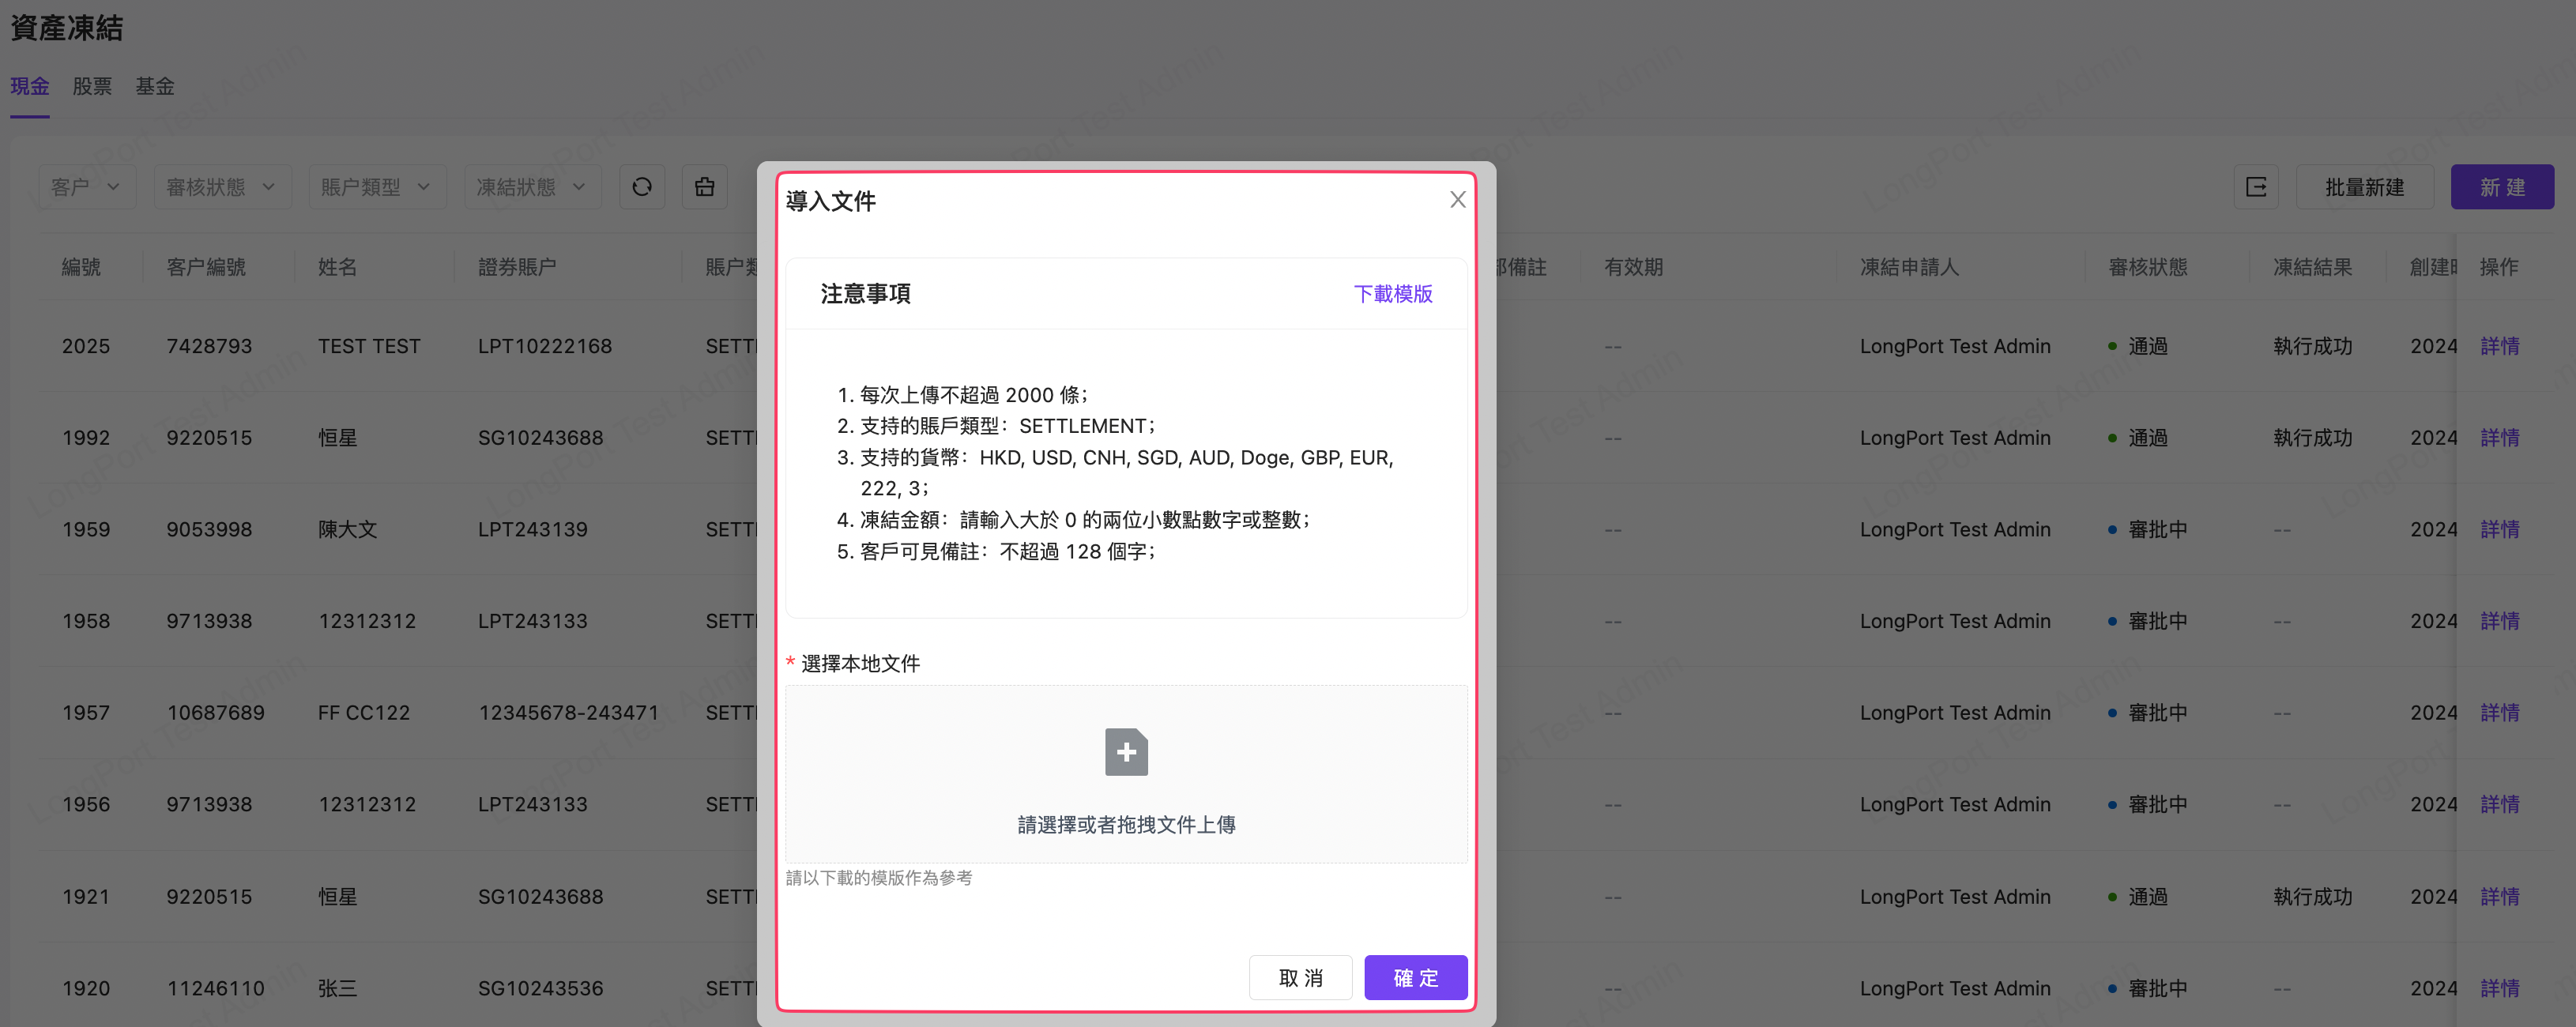 資產凍結
現金 股票 基金
客户 審核狀態 賬户類型 凍結狀態 批量新建 新 建
編號 客户編號 姓名 證券賬户 賬户 備註 有效期 凍結申請人 審核狀態 凍結結果 創建 操作
2025 7428793 TEST TEST LPT10222168 SETT -- LongPort Test Admin 通過 執行成功 2024 詳情
1992 9220515 恒星 SG10243688 SETT -- LongPort Test Admin 通過 執行成功 2024 詳情
1959 9053998 陳大文 LPT243139 SETT -- LongPort Test Admin 審批中 -- 2024 詳情
1958 9713938 12312312 LPT243133 SETT -- LongPort Test Admin 審批中 -- 2024 詳情
1957 10687689 FF CC122 12345678-243471 SETT -- LongPort Test Admin 審批中 -- 2024 詳情
1956 9713938 12312312 LPT243133 SETT -- LongPort Test Admin 審批中 -- 2024 詳情
1921 9220515 恒星 SG10243688 SETT -- LongPort Test Admin 通過 執行成功 2024 詳情
1920 11246110 张三 SG10243536 SETT -- LongPort Test Admin 審批中 -- 2024 詳情
導入文件
注意事項 下載模版
1. 每次上傳不超過 2000 條；
2. 支持的賬戶類型：SETTLEMENT；
3. 支持的貨幣：HKD, USD, CNH, SGD, AUD, Doge, GBP, EUR,
222, 3；
4. 凍結金額：請輸入大於 0 的兩位小數點數字或整數；
5. 客戶可見備註：不超過 128 個字；
* 選擇本地文件
請選擇或者拖拽文件上傳
請以下載的模版作為參考
取 消 確 定